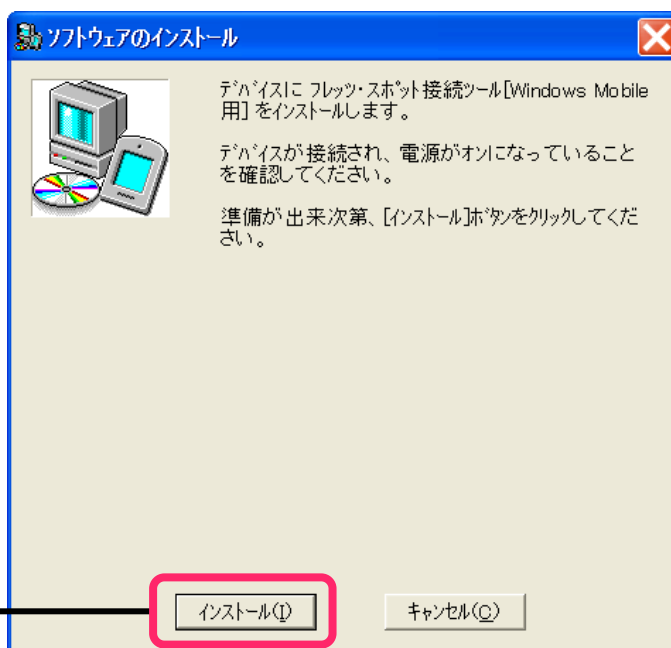 ソフトウェアのインストール
デバイスに フレッツ・スポット接続ツール[Windows Mobile
用] をインストールします。
デバイスが接続され、電源がオンになっていること
を確認してください。
準備が出来次第、[インストール]ボタンをクリックしてくだ
さい。
インストール(I)
キャンセル(C)